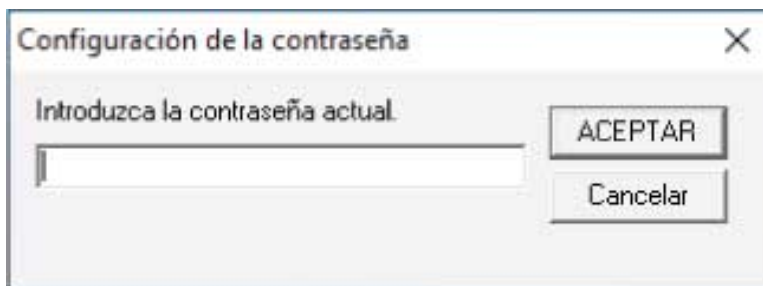 Configuración de la contraseña
Introduzca la contraseña actual.
ACEPTAR
Cancelar